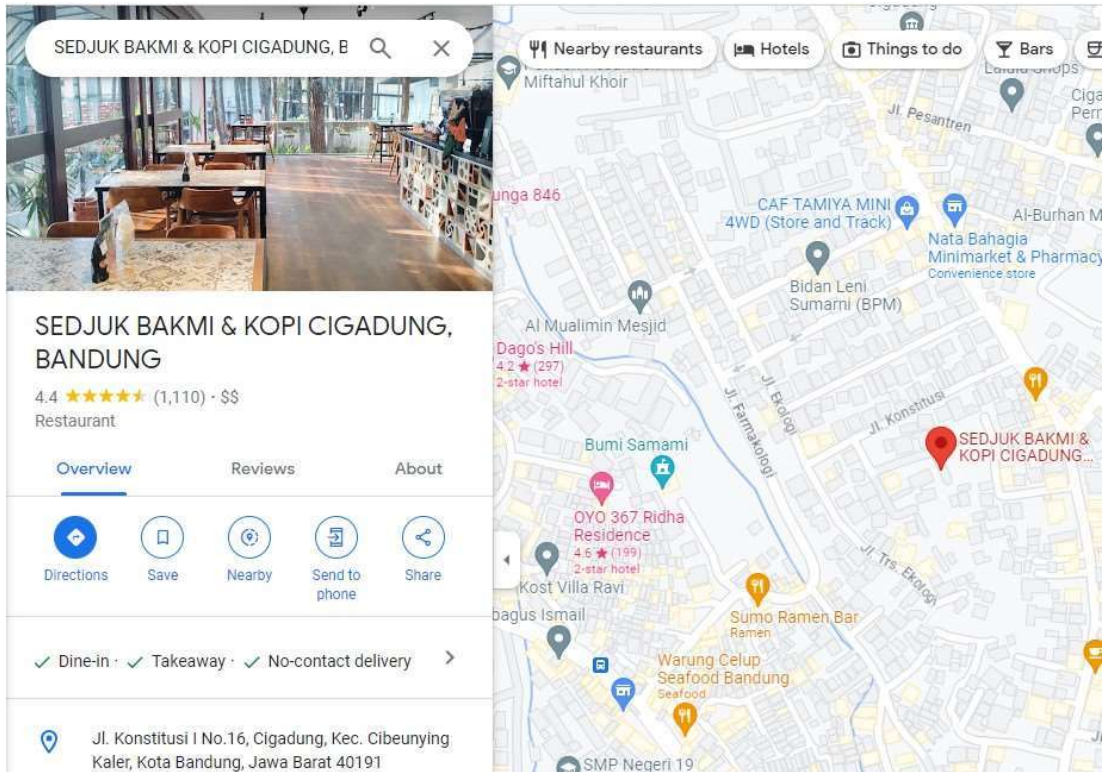 SEDJUK BAKMI & KOPI CIGADUNG, B
SEDJUK BAKMI & KOPI CIGADUNG,
BANDUNG
4.4 ★★★★★ (1,110) · $$
Restaurant
Overview
Reviews
About
Directions
Save
Nearby
Send to
phone
Share
Dine-in · Takeaway · No-contact delivery
Jl. Konstitusi I No.16, Cigadung, Kec. Cibeunying
Kaler, Kota Bandung, Jawa Barat 40191
Nearby restaurants
Hotels
Things to do
Bars
Miftahul Khoir
Jl. Pesantren
unga 846
CAF TAMIYA MINI
4WD (Store and Track)
Nata Bahagia
Minimarket & Pharmacy
Convenience store
Al-Burhan M
Bidan Leni
Sumarni (BPM)
Al Mualimin Mesjid
Dago's Hill
4.2 ★ (297)
2-star hotel
Jl. Ekologi
Jl. Farmakologi
Jl. Konstitusi
SEDJUK BAKMI &
KOPI CIGADUNG...
Bumi Samami
OYO 367 Ridha
Residence
4.6 ★ (199)
2-star hotel
Kost Villa Ravi
Jl. Trs. Ekologi
bagus Ismail
Sumo Ramen Bar
Ramen
Warung Celup
Seafood Bandung
Seafood
SMP Negeri 19